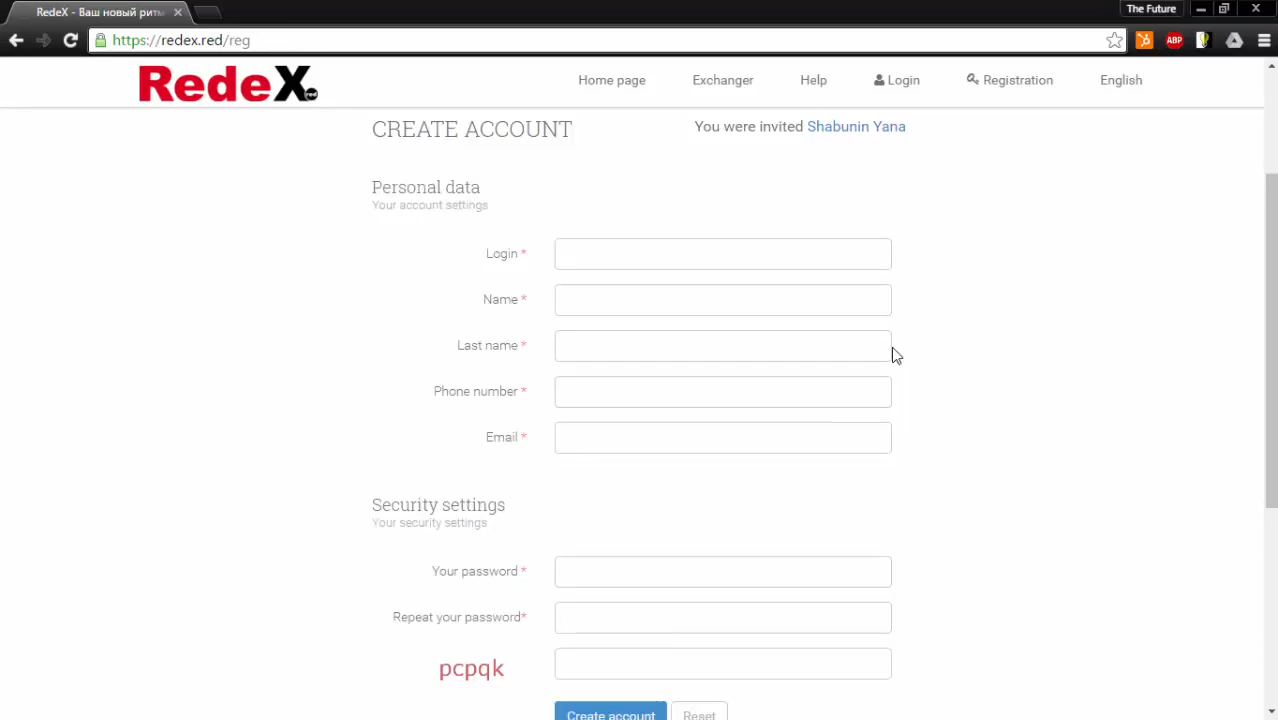 RedeX - Ваш новый ритм
The Future
https://redex.red/reg
ABP
RedeX red
Home page
Exchanger
Help
Login
Registration
English
CREATE ACCOUNT
You were invited Shabunin Yana
Personal data
Your account settings
Login *
Name *
Last name *
Phone number *
Email *
Security settings
Your security settings
Your password *
Repeat your password*
pcpqk
Create account
Reset